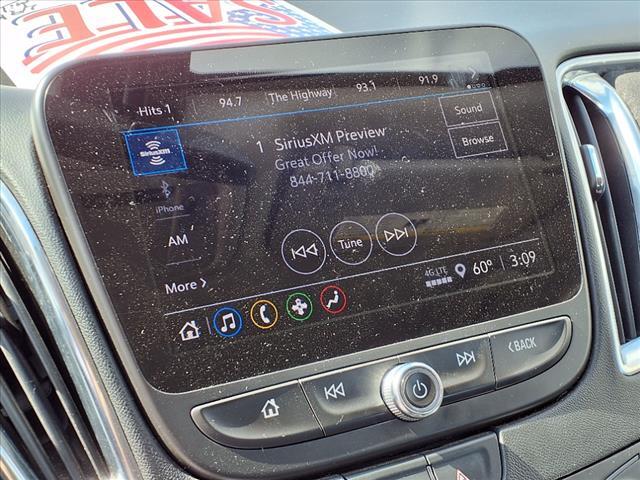 SALE
Hits 1 94.7 The Highway 93.1 91.9
SiriusXM
1 SiriusXM Preview
Great Offer Now!
844-711-8800
Sound
Browse
iPhone
AM
Tune
More
4G LTE 60° 3:09
BACK